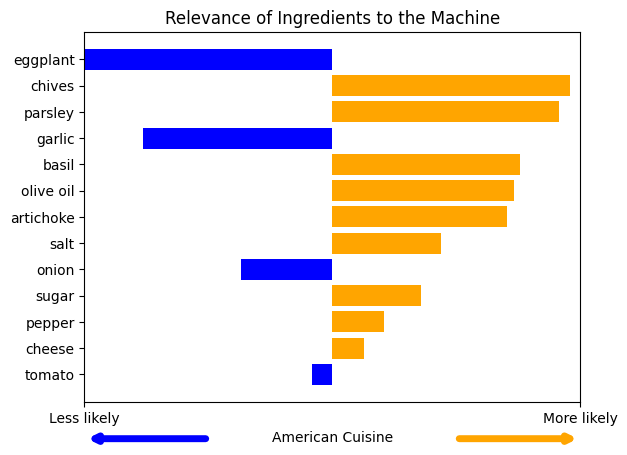 Relevance of Ingredients to the Machine
eggplant
chives
parsley
garlic
basil
olive oil
artichoke
salt
onion
sugar
pepper
cheese
tomato
Less likely
More likely
American Cuisine